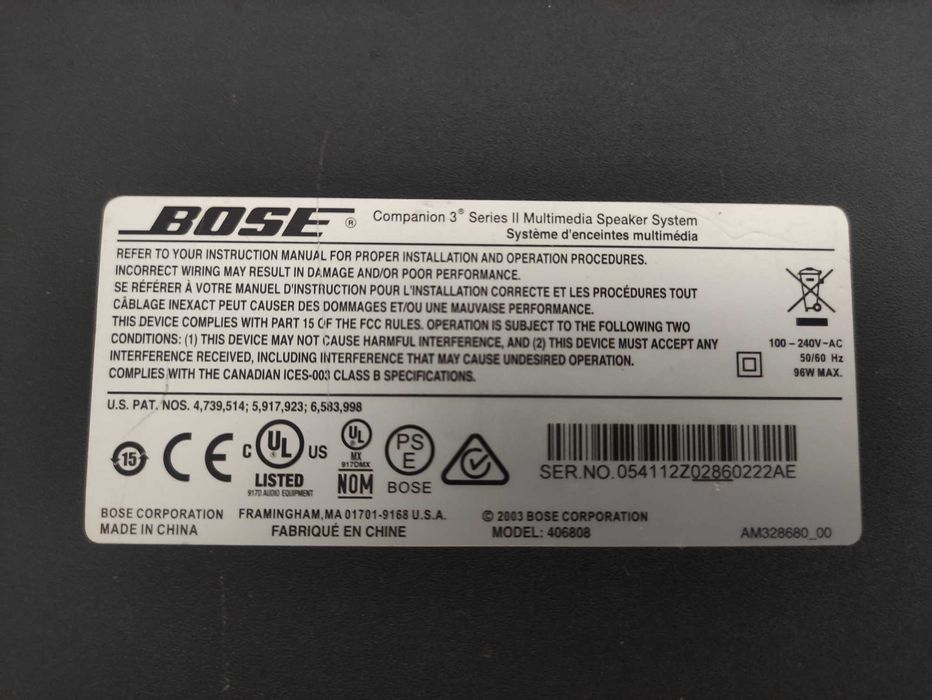 BOSE ®
Companion 3® Series II Multimedia Speaker System
Système d'enceintes multimédia
REFER TO YOUR INSTRUCTION MANUAL FOR PROPER INSTALLATION AND OPERATION PROCEDURES.
INCORRECT WIRING MAY RESULT IN DAMAGE AND/OR POOR PERFORMANCE.
SE RÉFÉRER À VOTRE MANUEL D'INSTRUCTION POUR L'INSTALLATION CORRECTE ET LES PROCÉDURES TOUT
CÂBLAGE INEXACT PEUT CAUSER DES DOMMAGES ET/OU UNE MAUVAISE PERFORMANCE.
THIS DEVICE COMPLIES WITH PART 15 OF THE FCC RULES. OPERATION IS SUBJECT TO THE FOLLOWING TWO
CONDITIONS: (1) THIS DEVICE MAY NOT CAUSE HARMFUL INTERFERENCE, AND (2) THIS DEVICE MUST ACCEPT ANY
INTERFERENCE RECEIVED, INCLUDING INTERFERENCE THAT MAY CAUSE UNDESIRED OPERATION.
COMPLIES WITH THE CANADIAN ICES-003 CLASS B SPECIFICATIONS.
100 – 240V~AC
50/60 Hz
96W MAX.
U.S. PAT. NOS. 4,739,514; 5,917,923; 6,583,998
15
CE
C UL US
LISTED
917D AUDIO EQUIPMENT
UL
MX
917DMX
NOM
PS
E
BOSE
SER.NO.054112Z02860222AE
BOSE CORPORATION FRAMINGHAM,MA 01701-9168 U.S.A. © 2003 BOSE CORPORATION
MADE IN CHINA FABRIQUÉ EN CHINE MODEL: 406808 AM328680_00